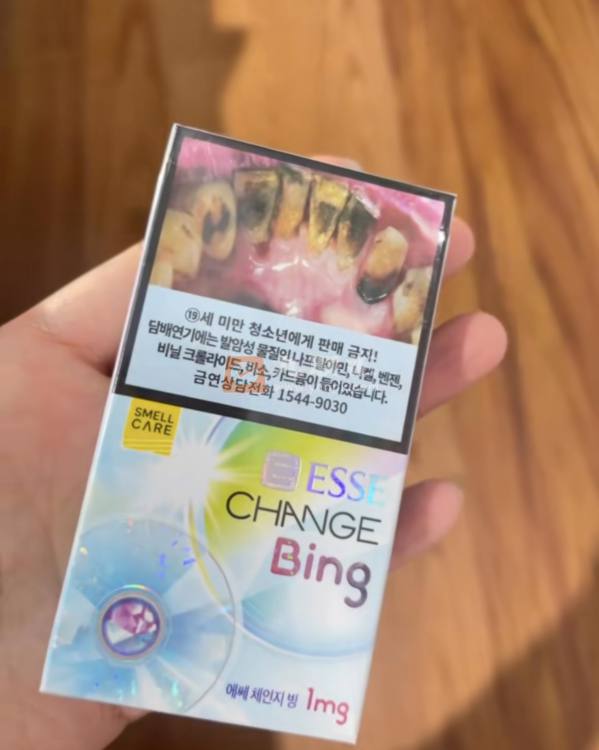 ⑲세 미만 청소년에게 판매 금지!
담배연기에는 발암성 물질인 나프틸아민, 니켈, 벤젠,
비닐 크롤라이드, 비소, 카드뮴이 들어있습니다.
금연상담전화 1544-9030
SMELL
CARE
ESSE
CHANGE
Bing
에쎄 체인지 빙 1mg